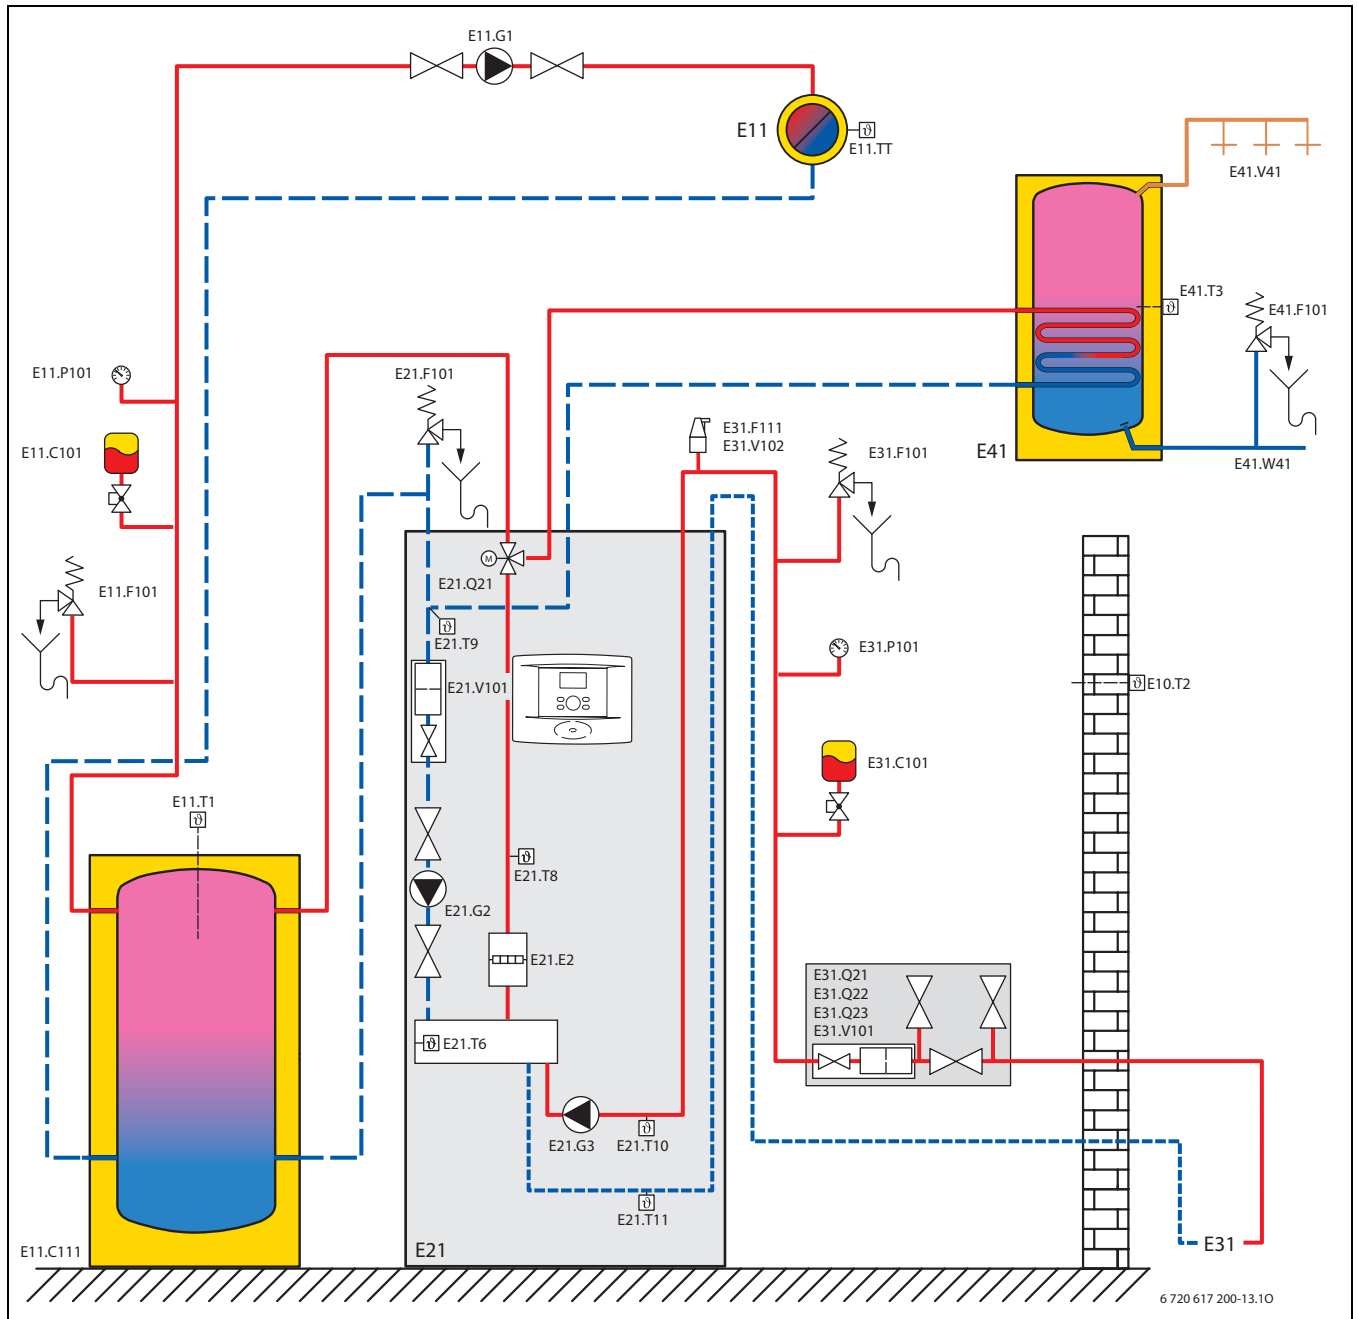 E11.G1
E11
ϑ
E11.TT
E41.V41
E41.T3
ϑ
E41.F101
E11.P101
E21.F101
E31.F111
E31.V102
E11.C101
E31.F101
E41
E41.W41
M
E21.Q21
E11.F101
ϑ
E21.T9
E31.P101
E21.V101
ϑ
E10.T2
E31.C101
E11.T1
ϑ
ϑ
E21.T8
E21.G2
E21.E2
E31.Q21
E31.Q22
E31.Q23
E31.V101
ϑ
E21.T6
E21.G3
ϑ
E21.T10
ϑ
E21.T11
E11.C111
E21
E31
6 720 617 200-13.1O